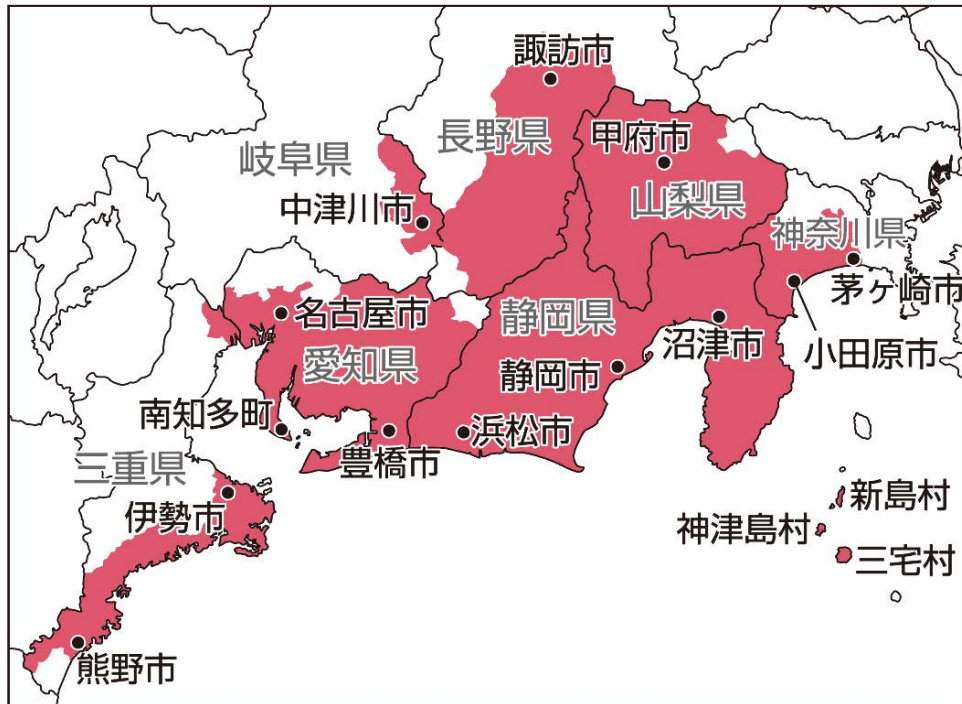 諏訪市
長野県
甲府市
岐阜県
山梨県
中津川市
神奈川県
茅ヶ崎市
名古屋市
静岡県
沼津市
小田原市
愛知県
静岡市
南知多町
浜松市
豊橋市
三重県
伊勢市
新島村
神津島村
三宅村
熊野市